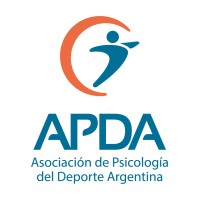 APDA
Asociación de Psicología
del Deporte Argentina